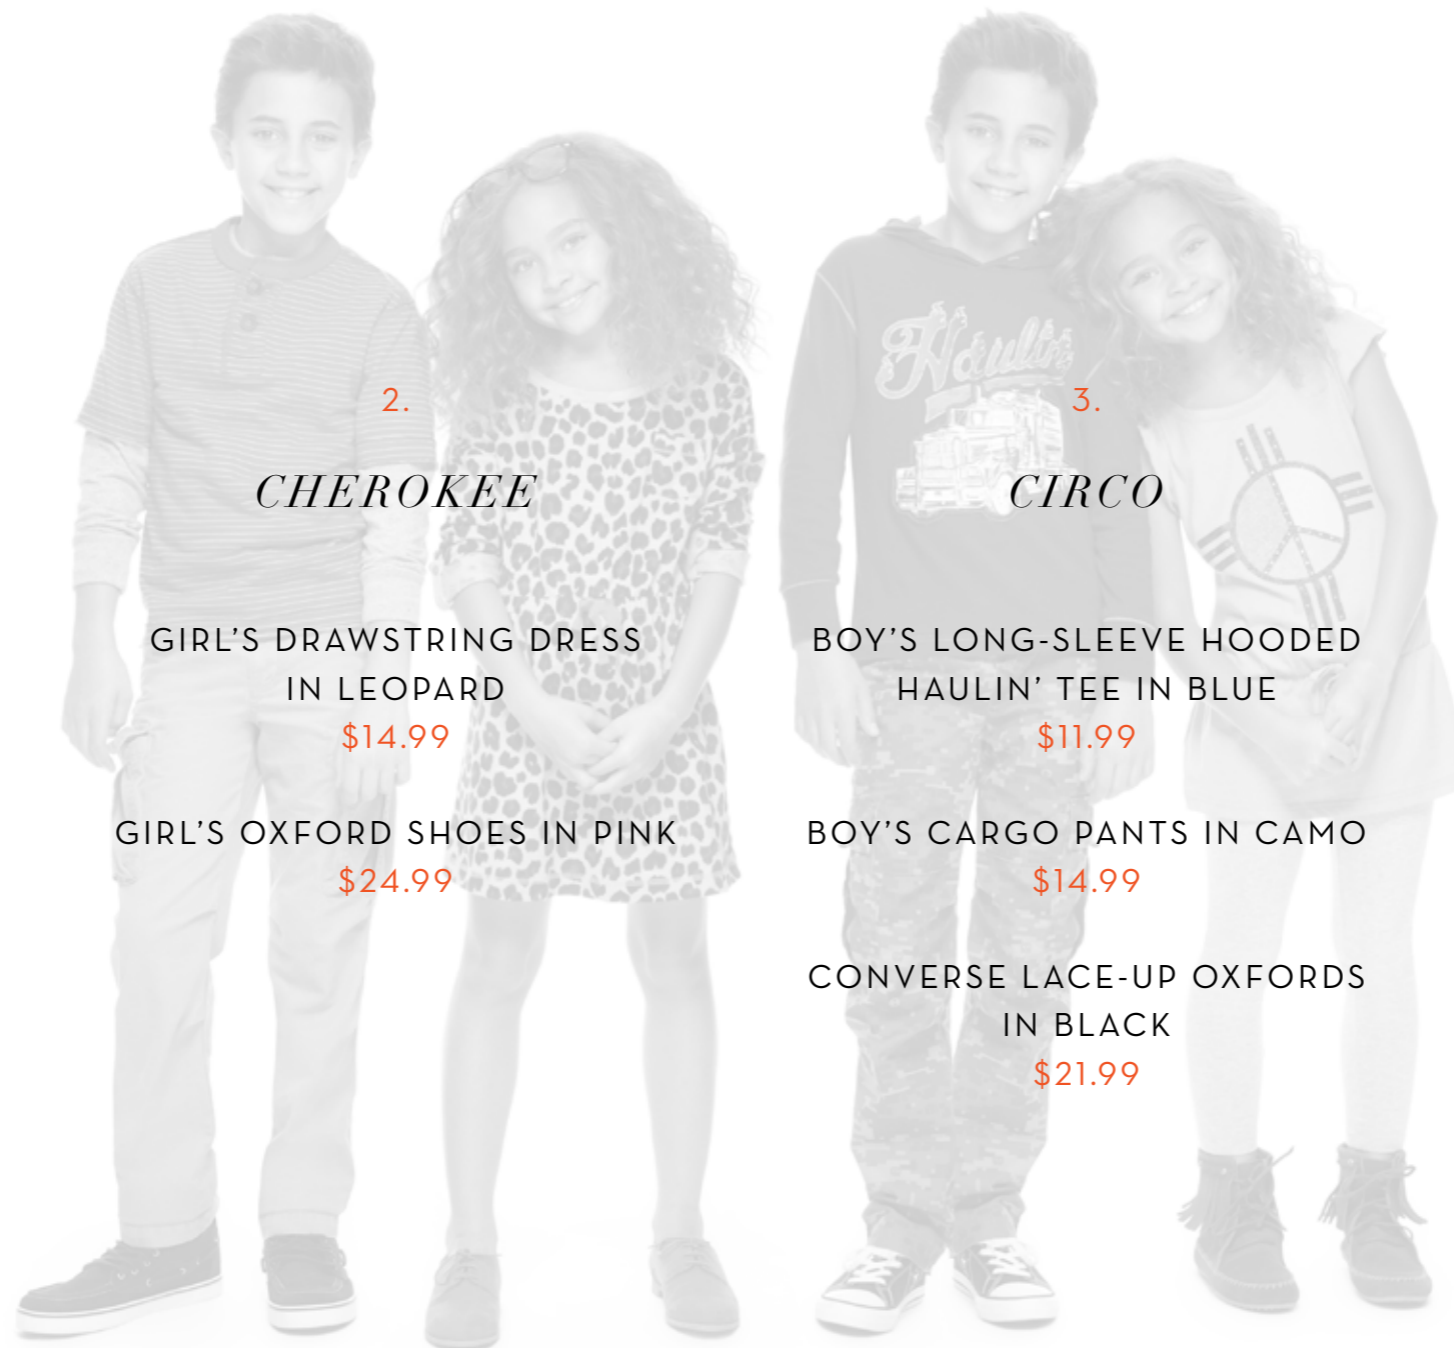 2.
CHEROKEE
GIRL’S DRAWSTRING DRESS
IN LEOPARD
$14.99
GIRL’S OXFORD SHOES IN PINK
$24.99
Haulin
3.
CIRCO
BOY’S LONG-SLEEVE HOODED
HAULIN’ TEE IN BLUE
$11.99
BOY’S CARGO PANTS IN CAMO
$14.99
CONVERSE LACE-UP OXFORDS
IN BLACK
$21.99